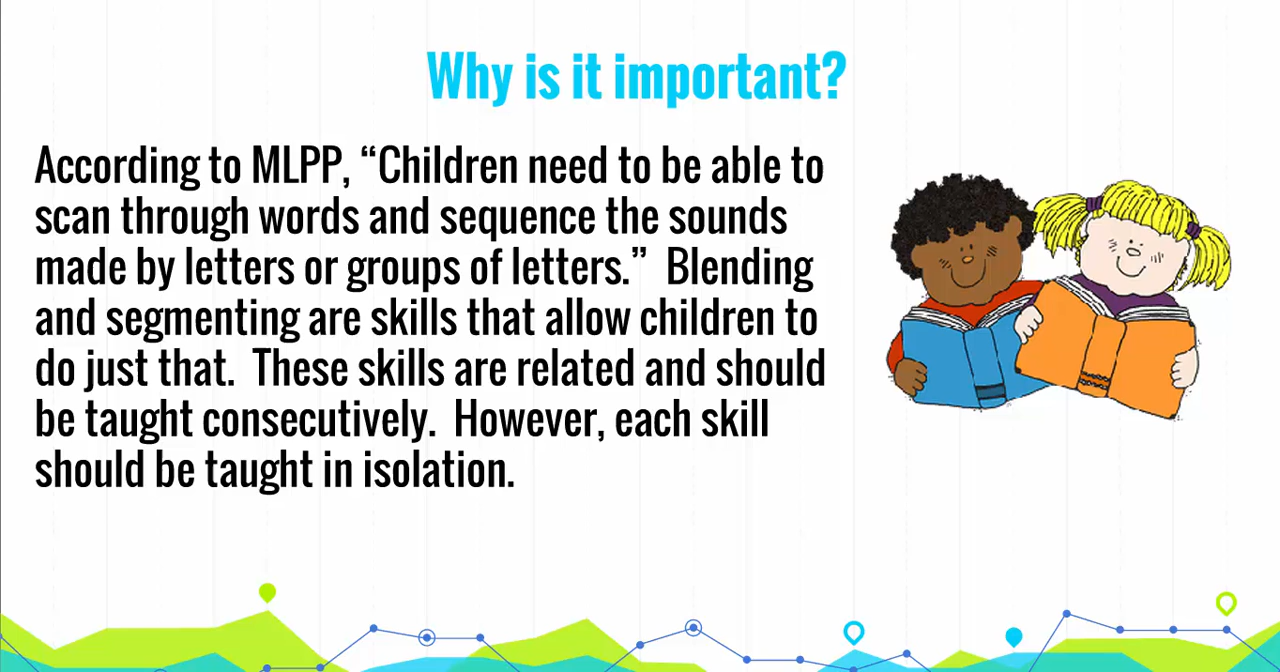 Why is it important?
According to MLPP, “Children need to be able to
scan through words and sequence the sounds
made by letters or groups of letters.”  Blending
and segmenting are skills that allow children to
do just that.  These skills are related and should
be taught consecutively.  However, each skill
should be taught in isolation.